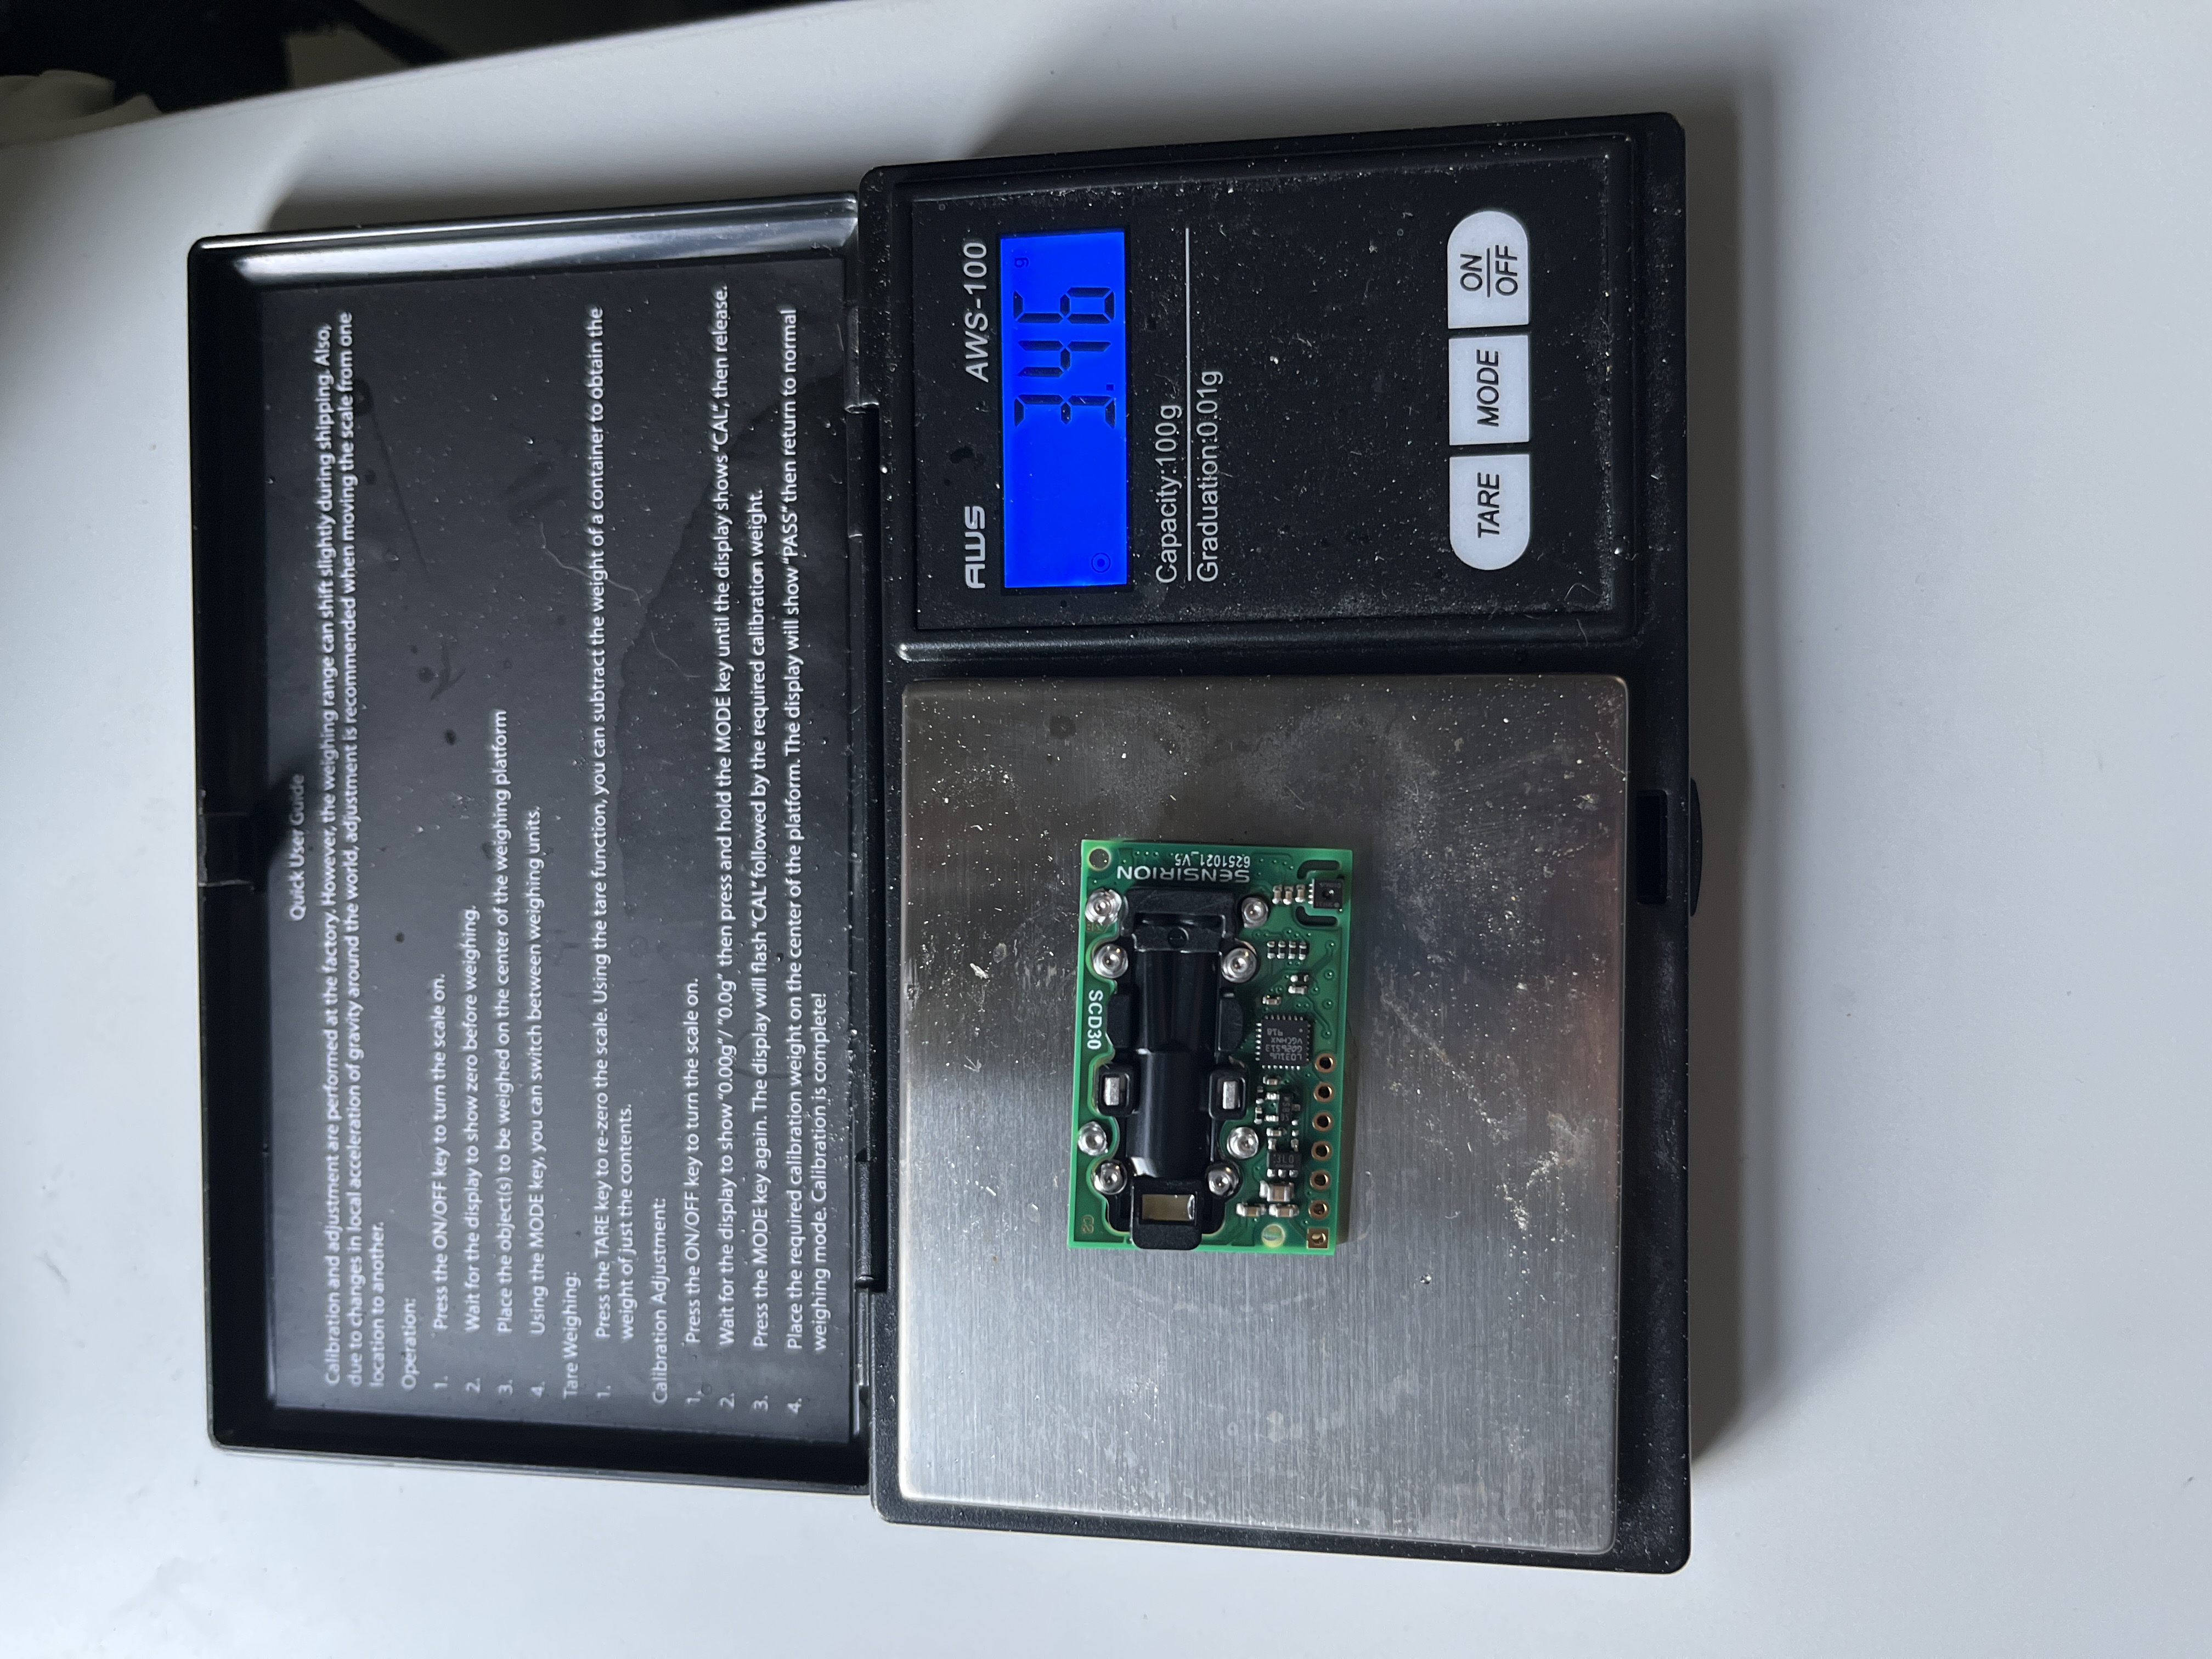 Quick User Guide
Calibration and adjustment are performed at the factory. However, the weighing range can shift slightly during shipping. Also,
due to changes in local acceleration of gravity around the world, adjustment is recommended when moving the scale from one
location to another.
Operation:
1. Press the ON/OFF key to turn the scale on.
2. Wait for the display to show zero before weighing.
3. Place the object(s) to be weighed on the center of the weighing platform
4. Using the MODE key, you can switch between weighing units.
Tare Weighing:
1. Press the TARE key to re-zero the scale. Using the tare function, you can subtract the weight of a container to obtain the
weight of just the contents.
Calibration Adjustment:
1. Press the ON/OFF key to turn the scale on.
2. Wait for the display to show "0.00g"/ "0.0g" then press and hold the MODE key until the display shows "CAL", then release.
3. Press the MODE key again. The display will flash "CAL" followed by the required calibration weight.
4. Place the required calibration weight on the center of the platform. The display will show "PASS" then return to normal
weighing mode. Calibration is complete!
AWS AWS-100
3.46 g
Capacity:100g
Graduation:0.01g
TARE MODE ON
OFF
SCD30
SENSIRION
6251021_V5.